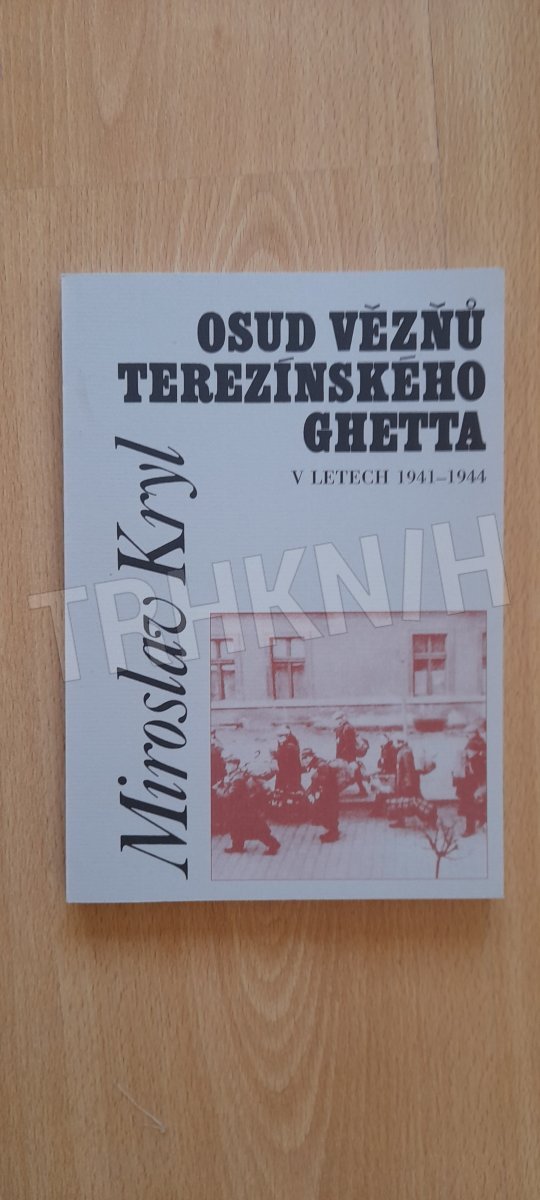 OSUD VĚZŇŮ
TEREZÍNSKÉHO
GHETTA
V LETECH 1941–1944
Miroslav Kryl
TRHKNIH